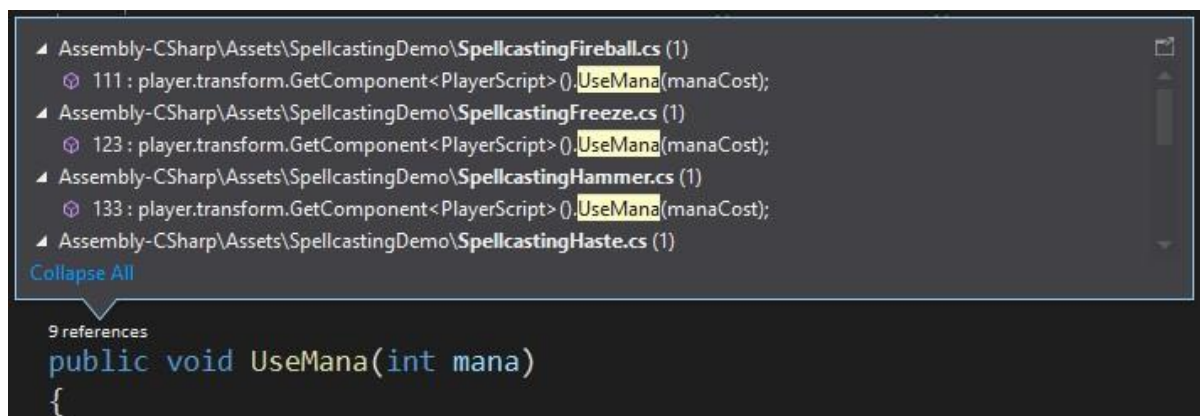 Assembly-CSharp\Assets\SpellcastingDemo\SpellcastingFireball.cs (1)
111 : player.transform.GetComponent<PlayerScript>().UseMana(manaCost);
Assembly-CSharp\Assets\SpellcastingDemo\SpellcastingFreeze.cs (1)
123 : player.transform.GetComponent<PlayerScript>().UseMana(manaCost);
Assembly-CSharp\Assets\SpellcastingDemo\SpellcastingHammer.cs (1)
133 : player.transform.GetComponent<PlayerScript>().UseMana(manaCost);
Assembly-CSharp\Assets\SpellcastingDemo\SpellcastingHaste.cs (1)
Collapse All
9 references
public void UseMana(int mana)
{